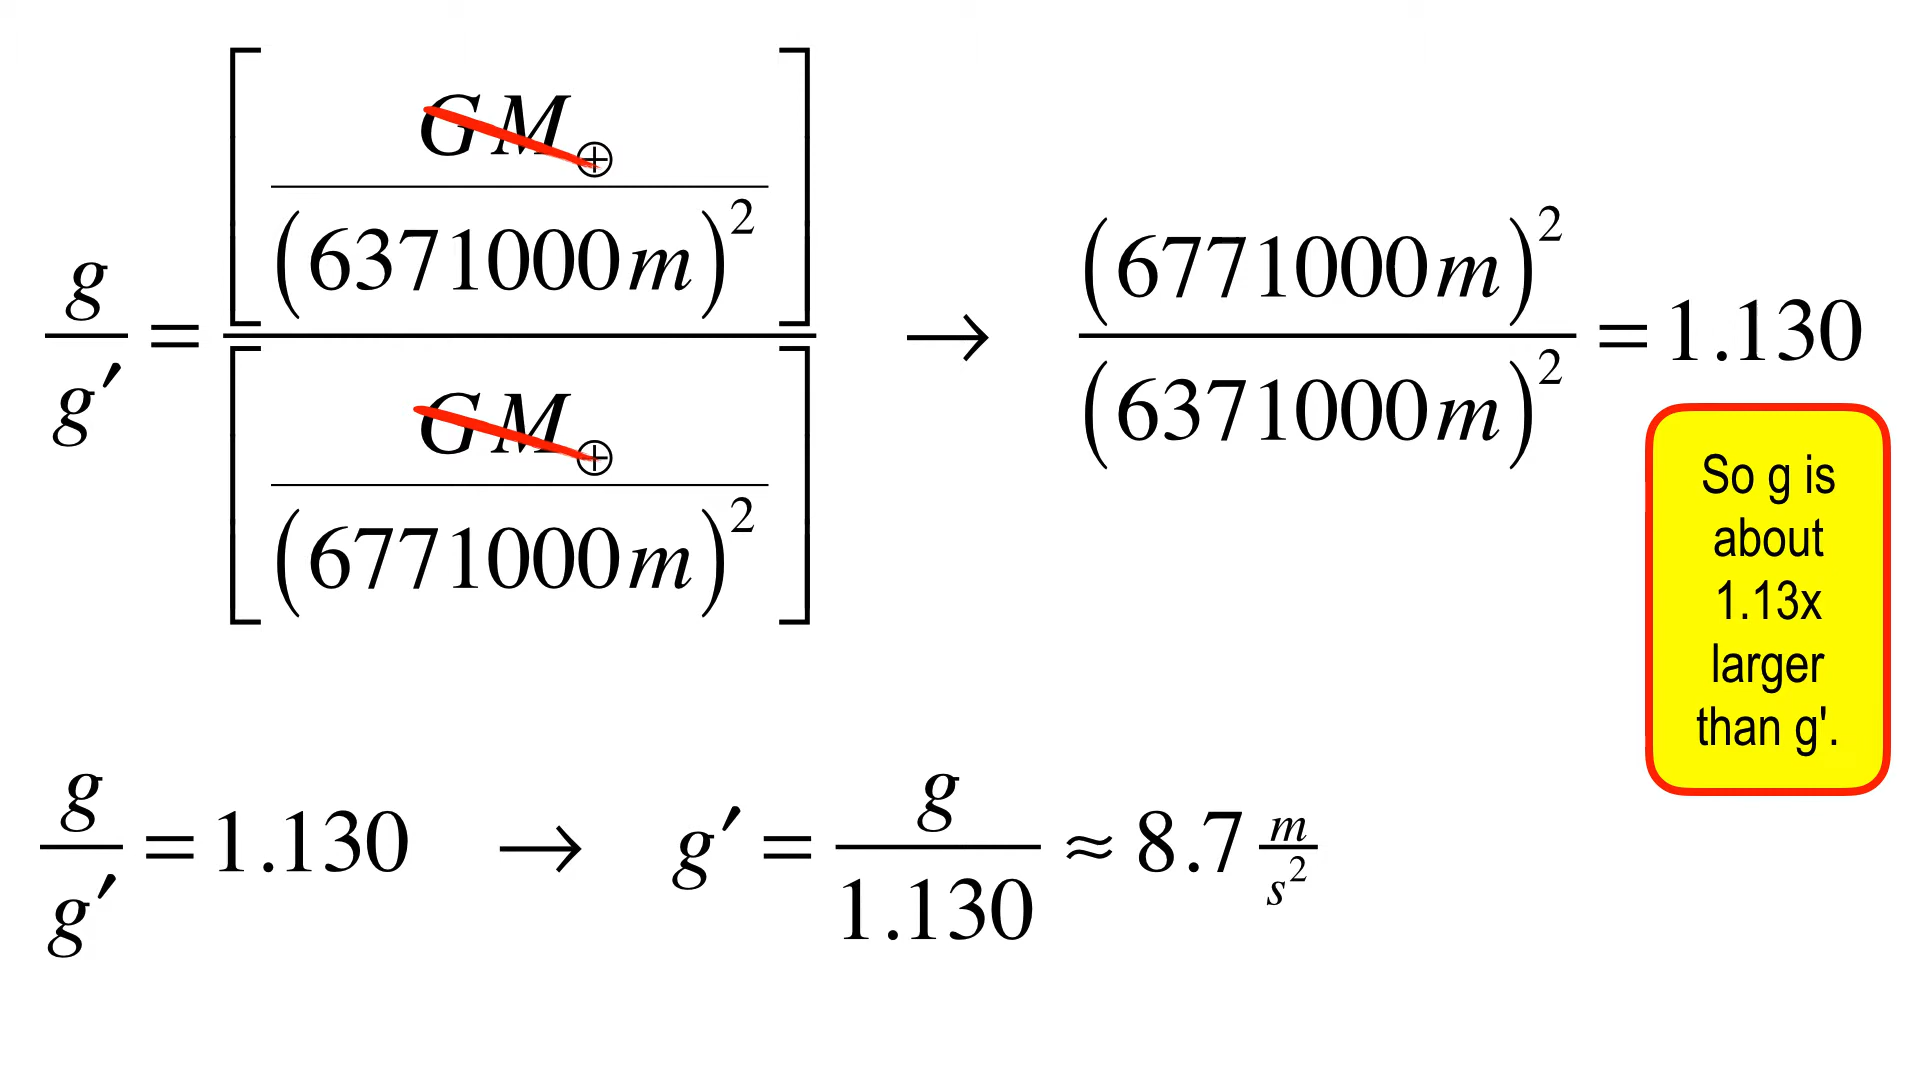 g/g′ = [GM⊕/(6371000m)²]/[GM⊕/(6771000m)²] → (6771000m)²/(6371000m)² = 1.130
So g is
about
1.13x
larger
than g'.
g/g′ = 1.130 → g′ = g/1.130 ≈ 8.7 m/s²